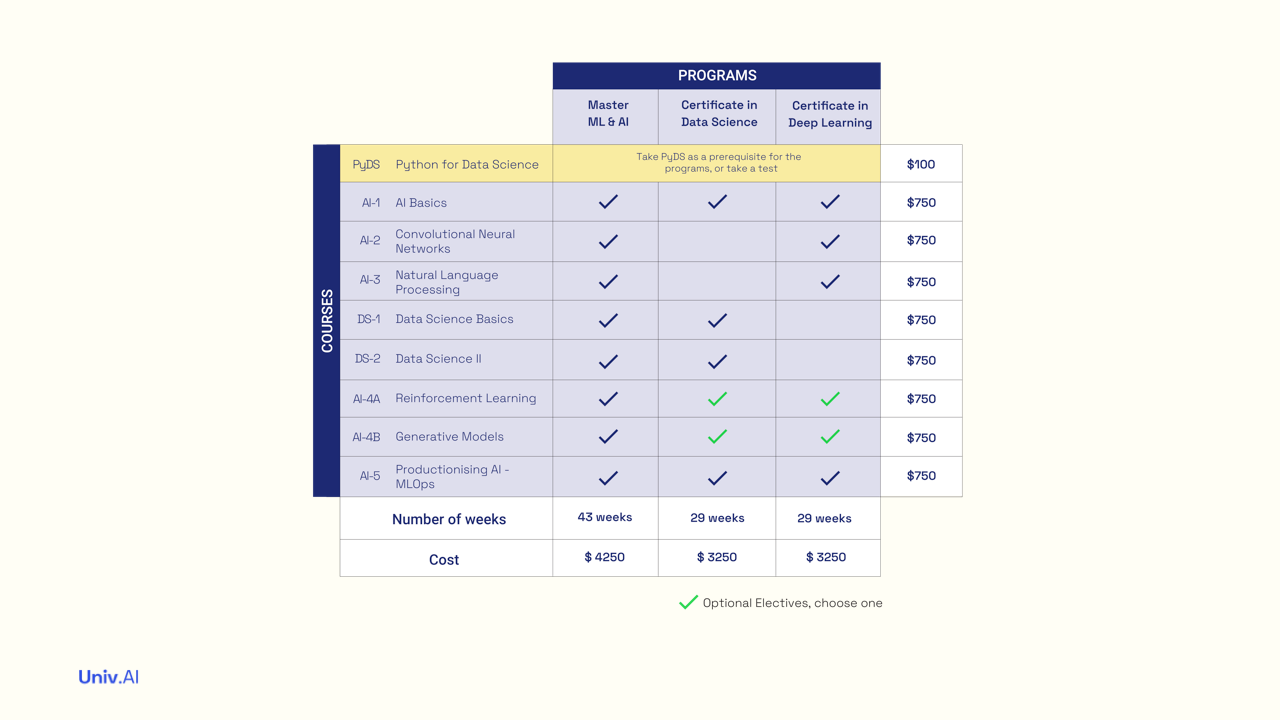 PROGRAMS
Master
ML & AI
Certificate in
Data Science
Certificate in
Deep Learning
COURSES
PyDS Python for Data Science
Take PyDS as a prerequisite for the
programs, or take a test
$100
AI-1 AI Basics $750
AI-2 Convolutional Neural
Networks
$750
AI-3 Natural Language
Processing
$750
DS-1 Data Science Basics $750
DS-2 Data Science II $750
AI-4A Reinforcement Learning $750
AI-4B Generative Models $750
AI-5 Productionising AI -
MLOps
$750
Number of weeks 43 weeks 29 weeks 29 weeks
Cost $ 4250 $ 3250 $ 3250
Optional Electives, choose one
Univ.AI